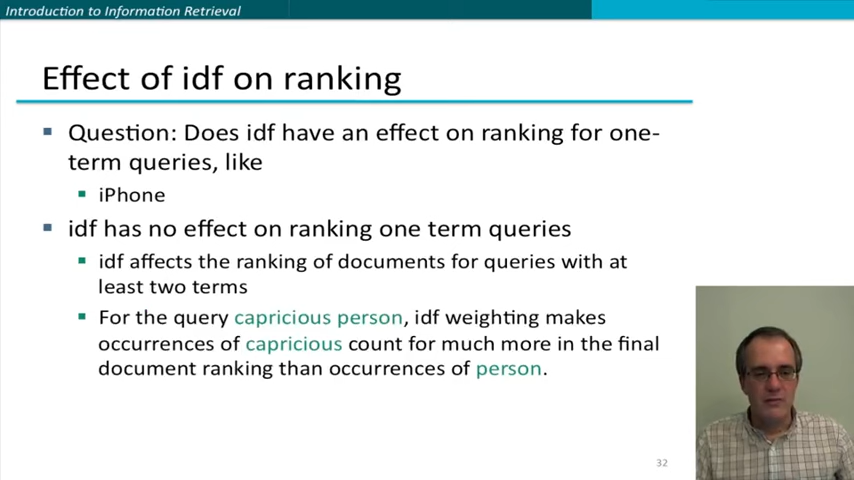 Introduction to Information Retrieval
Effect of idf on ranking
▪ Question: Does idf have an effect on ranking for one-
term queries, like
▪ iPhone
▪ idf has no effect on ranking one term queries
▪ idf affects the ranking of documents for queries with at
least two terms
▪ For the query capricious person, idf weighting makes
occurrences of capricious count for much more in the final
document ranking than occurrences of person.
32